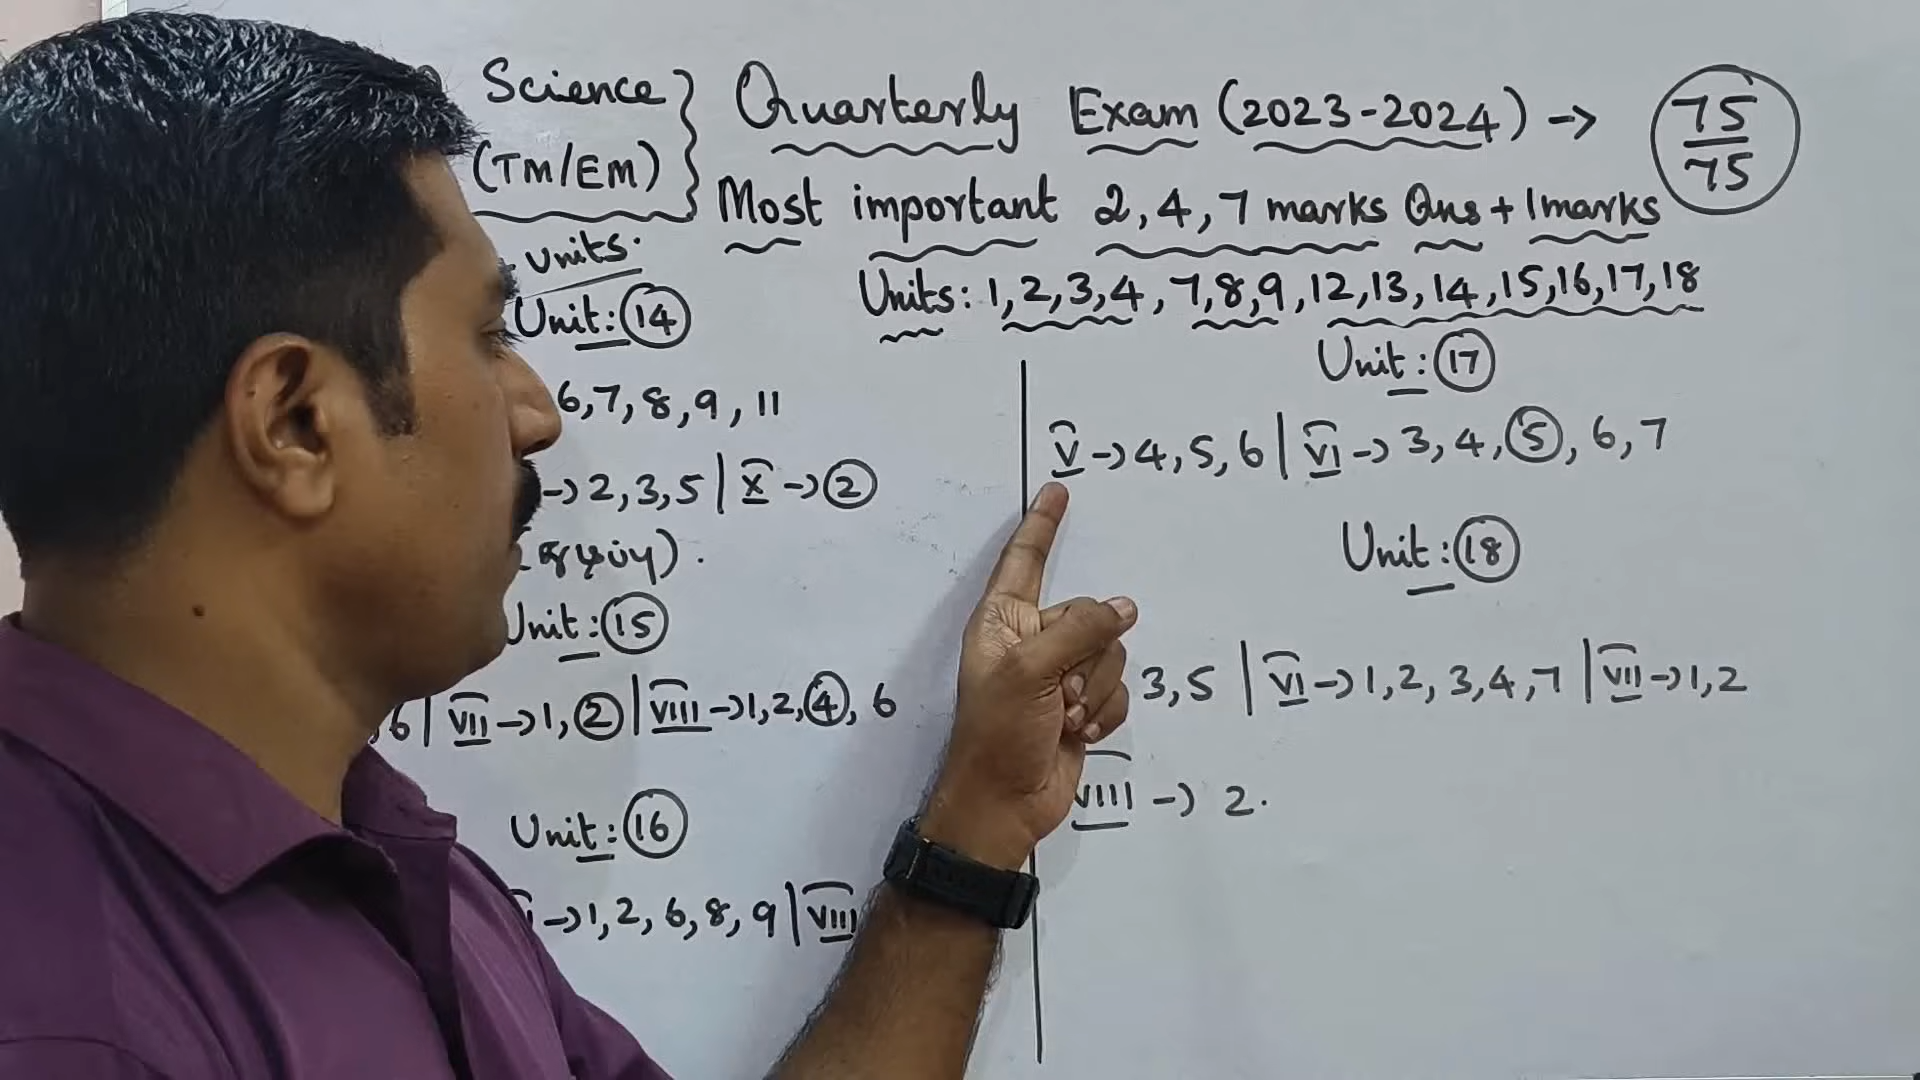 Science } Quarterly Exam (2023-2024) → 75/75
(TM/EM) } Most important 2, 4, 7 marks Qns + 1marks
units.
Units: 1, 2, 3, 4, 7, 8, 9, 12, 13, 14, 15, 16, 17, 18
Unit: 14
6, 7, 8, 9, 11
→ 2, 3, 5 | X → 2
Unit: 15
6 | VII → 1, 2 | VIII → 1, 2, 4, 6
Unit: 16
→ 1, 2, 6, 8, 9 | VIII
Unit: 17
V → 4, 5, 6 | VI → 3, 4, 5, 6, 7
Unit: 18
3, 5 | VI → 1, 2, 3, 4, 7 | VII → 1, 2
VIII → 2.